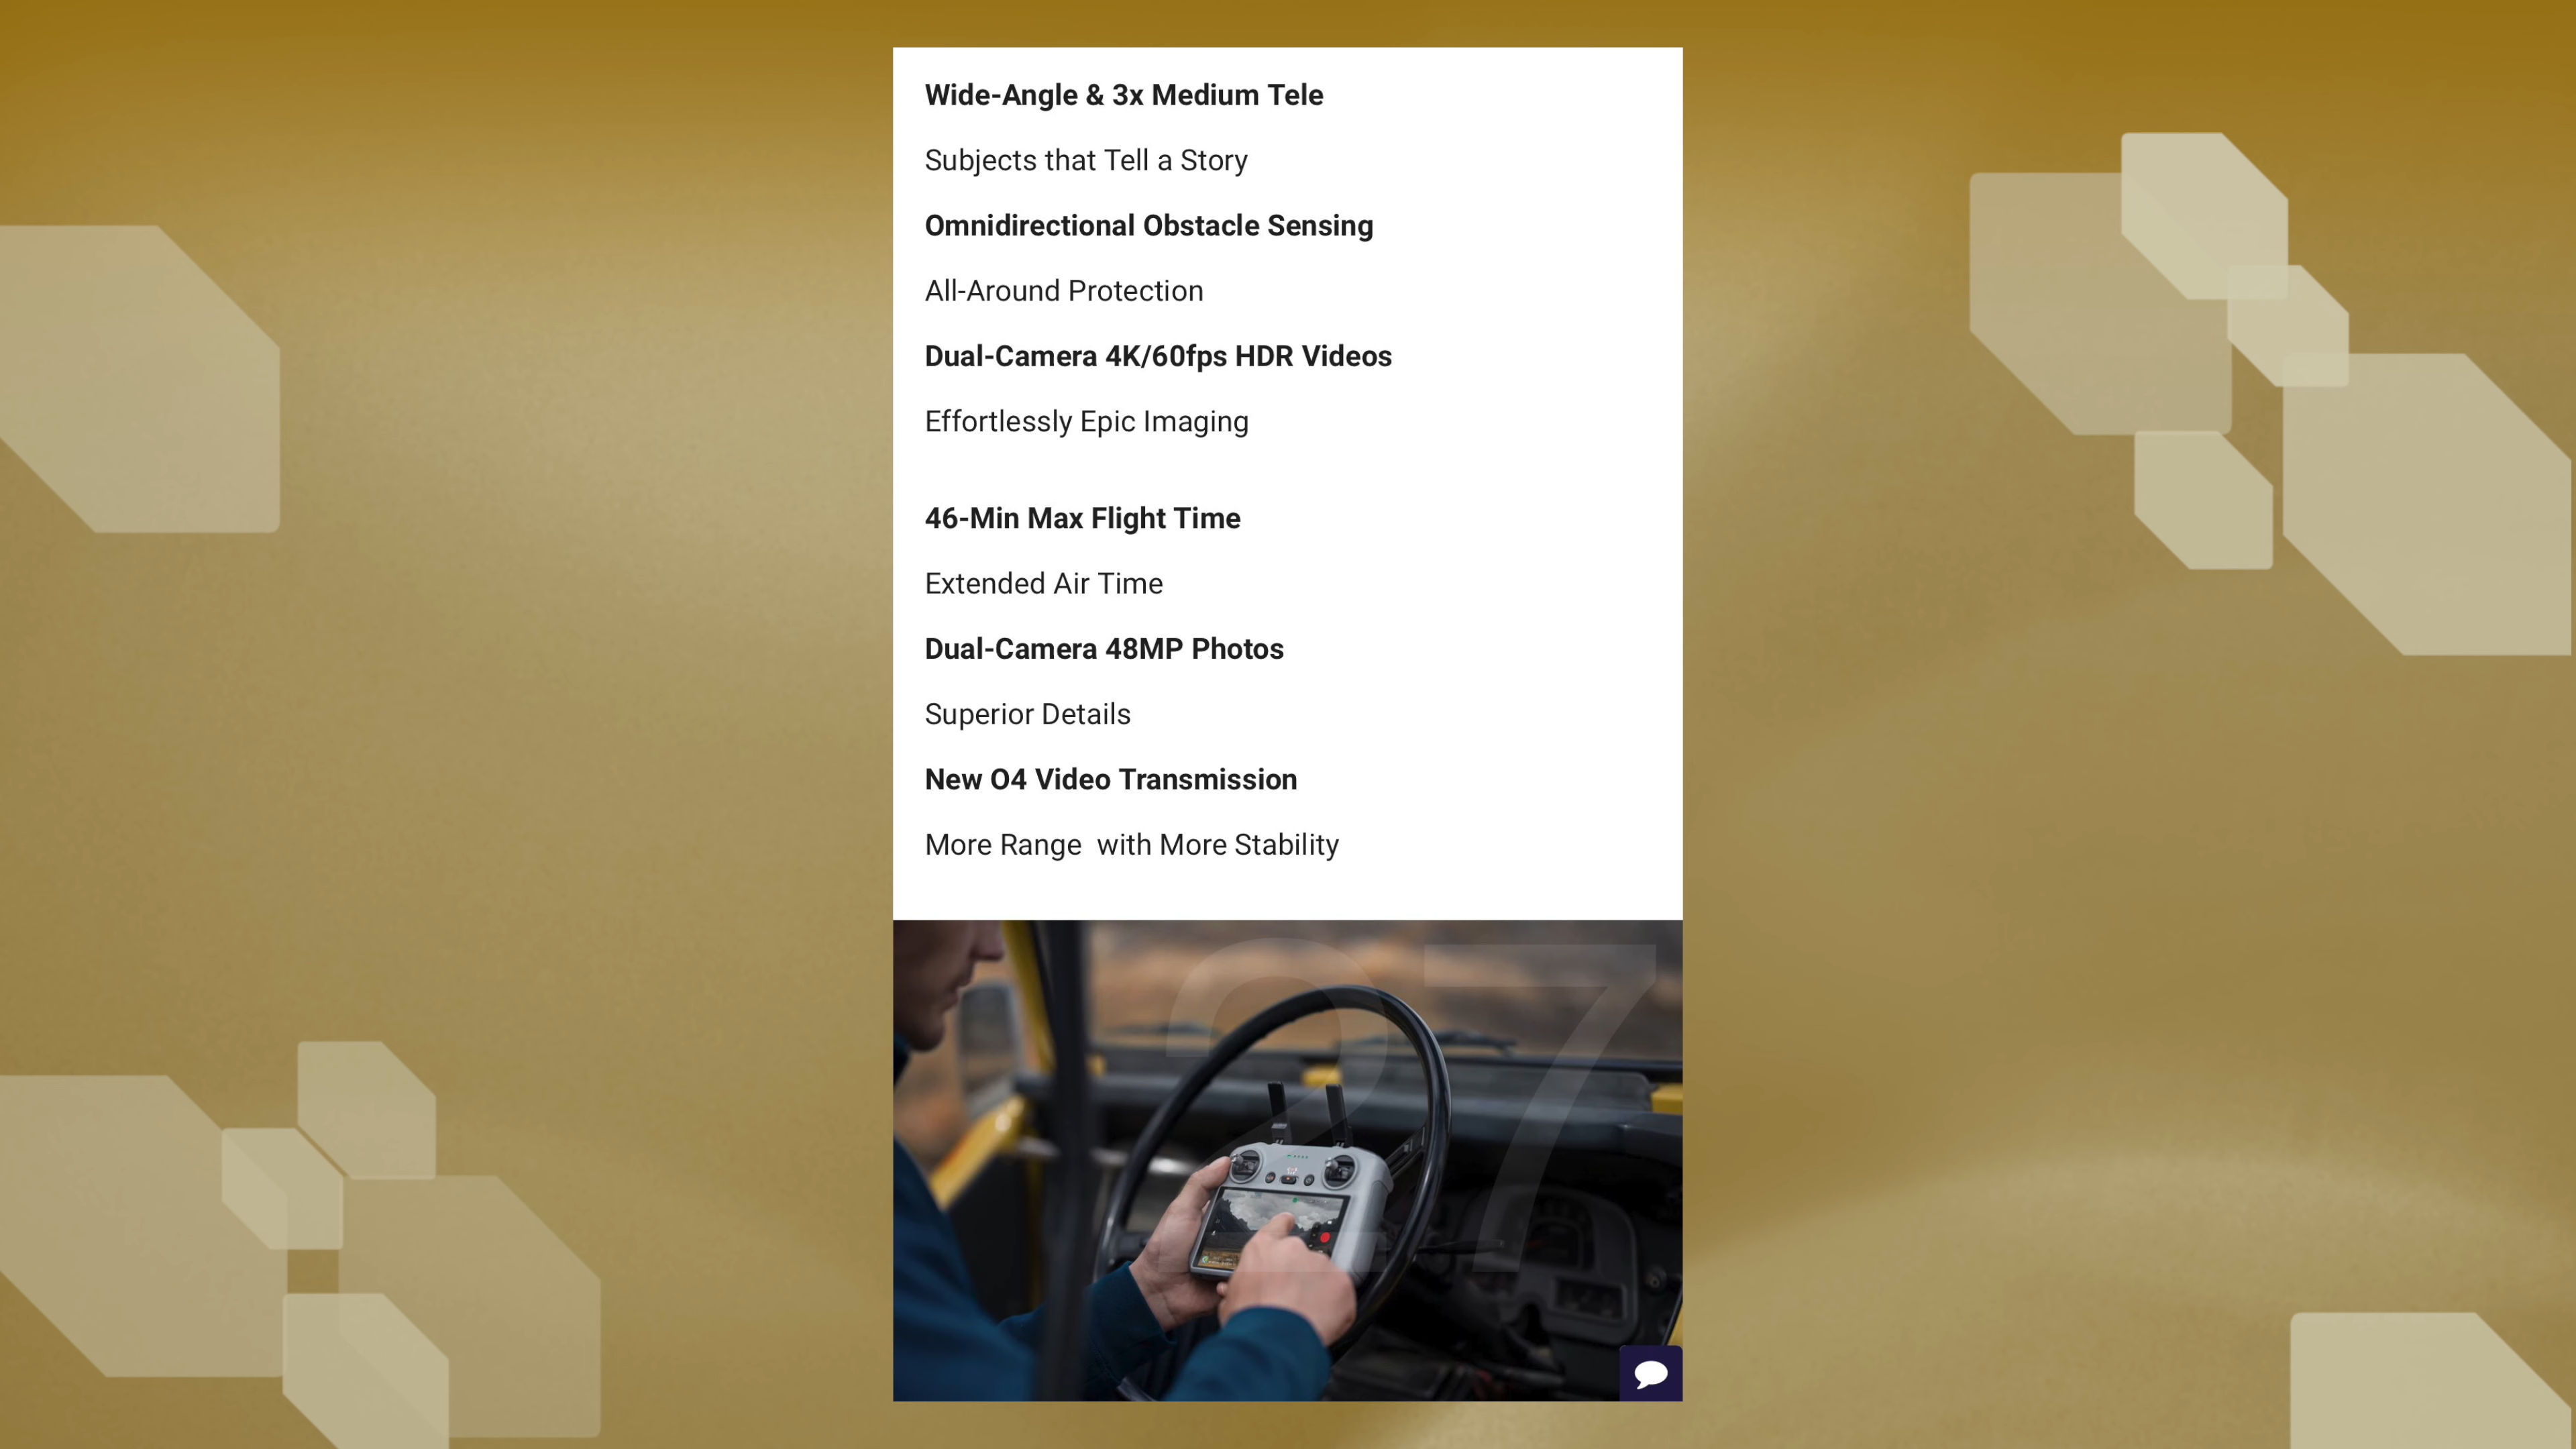 Wide-Angle & 3x Medium Tele
Subjects that Tell a Story
Omnidirectional Obstacle Sensing
All-Around Protection
Dual-Camera 4K/60fps HDR Videos
Effortlessly Epic Imaging
46-Min Max Flight Time
Extended Air Time
Dual-Camera 48MP Photos
Superior Details
New O4 Video Transmission
More Range  with More Stability
27